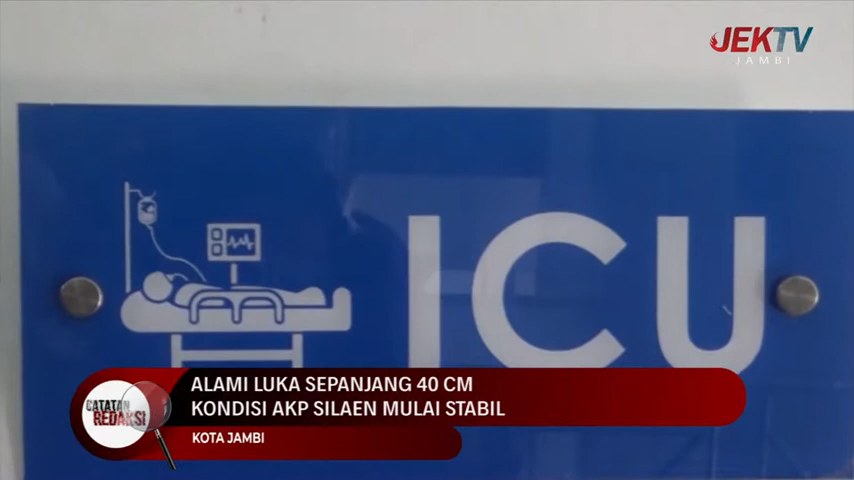 JEKTV
JAMBI
ICU
ALAMI LUKA SEPANJANG 40 CM
KONDISI AKP SILAEN MULAI STABIL
CATATAN
REDAKSI
KOTA JAMBI